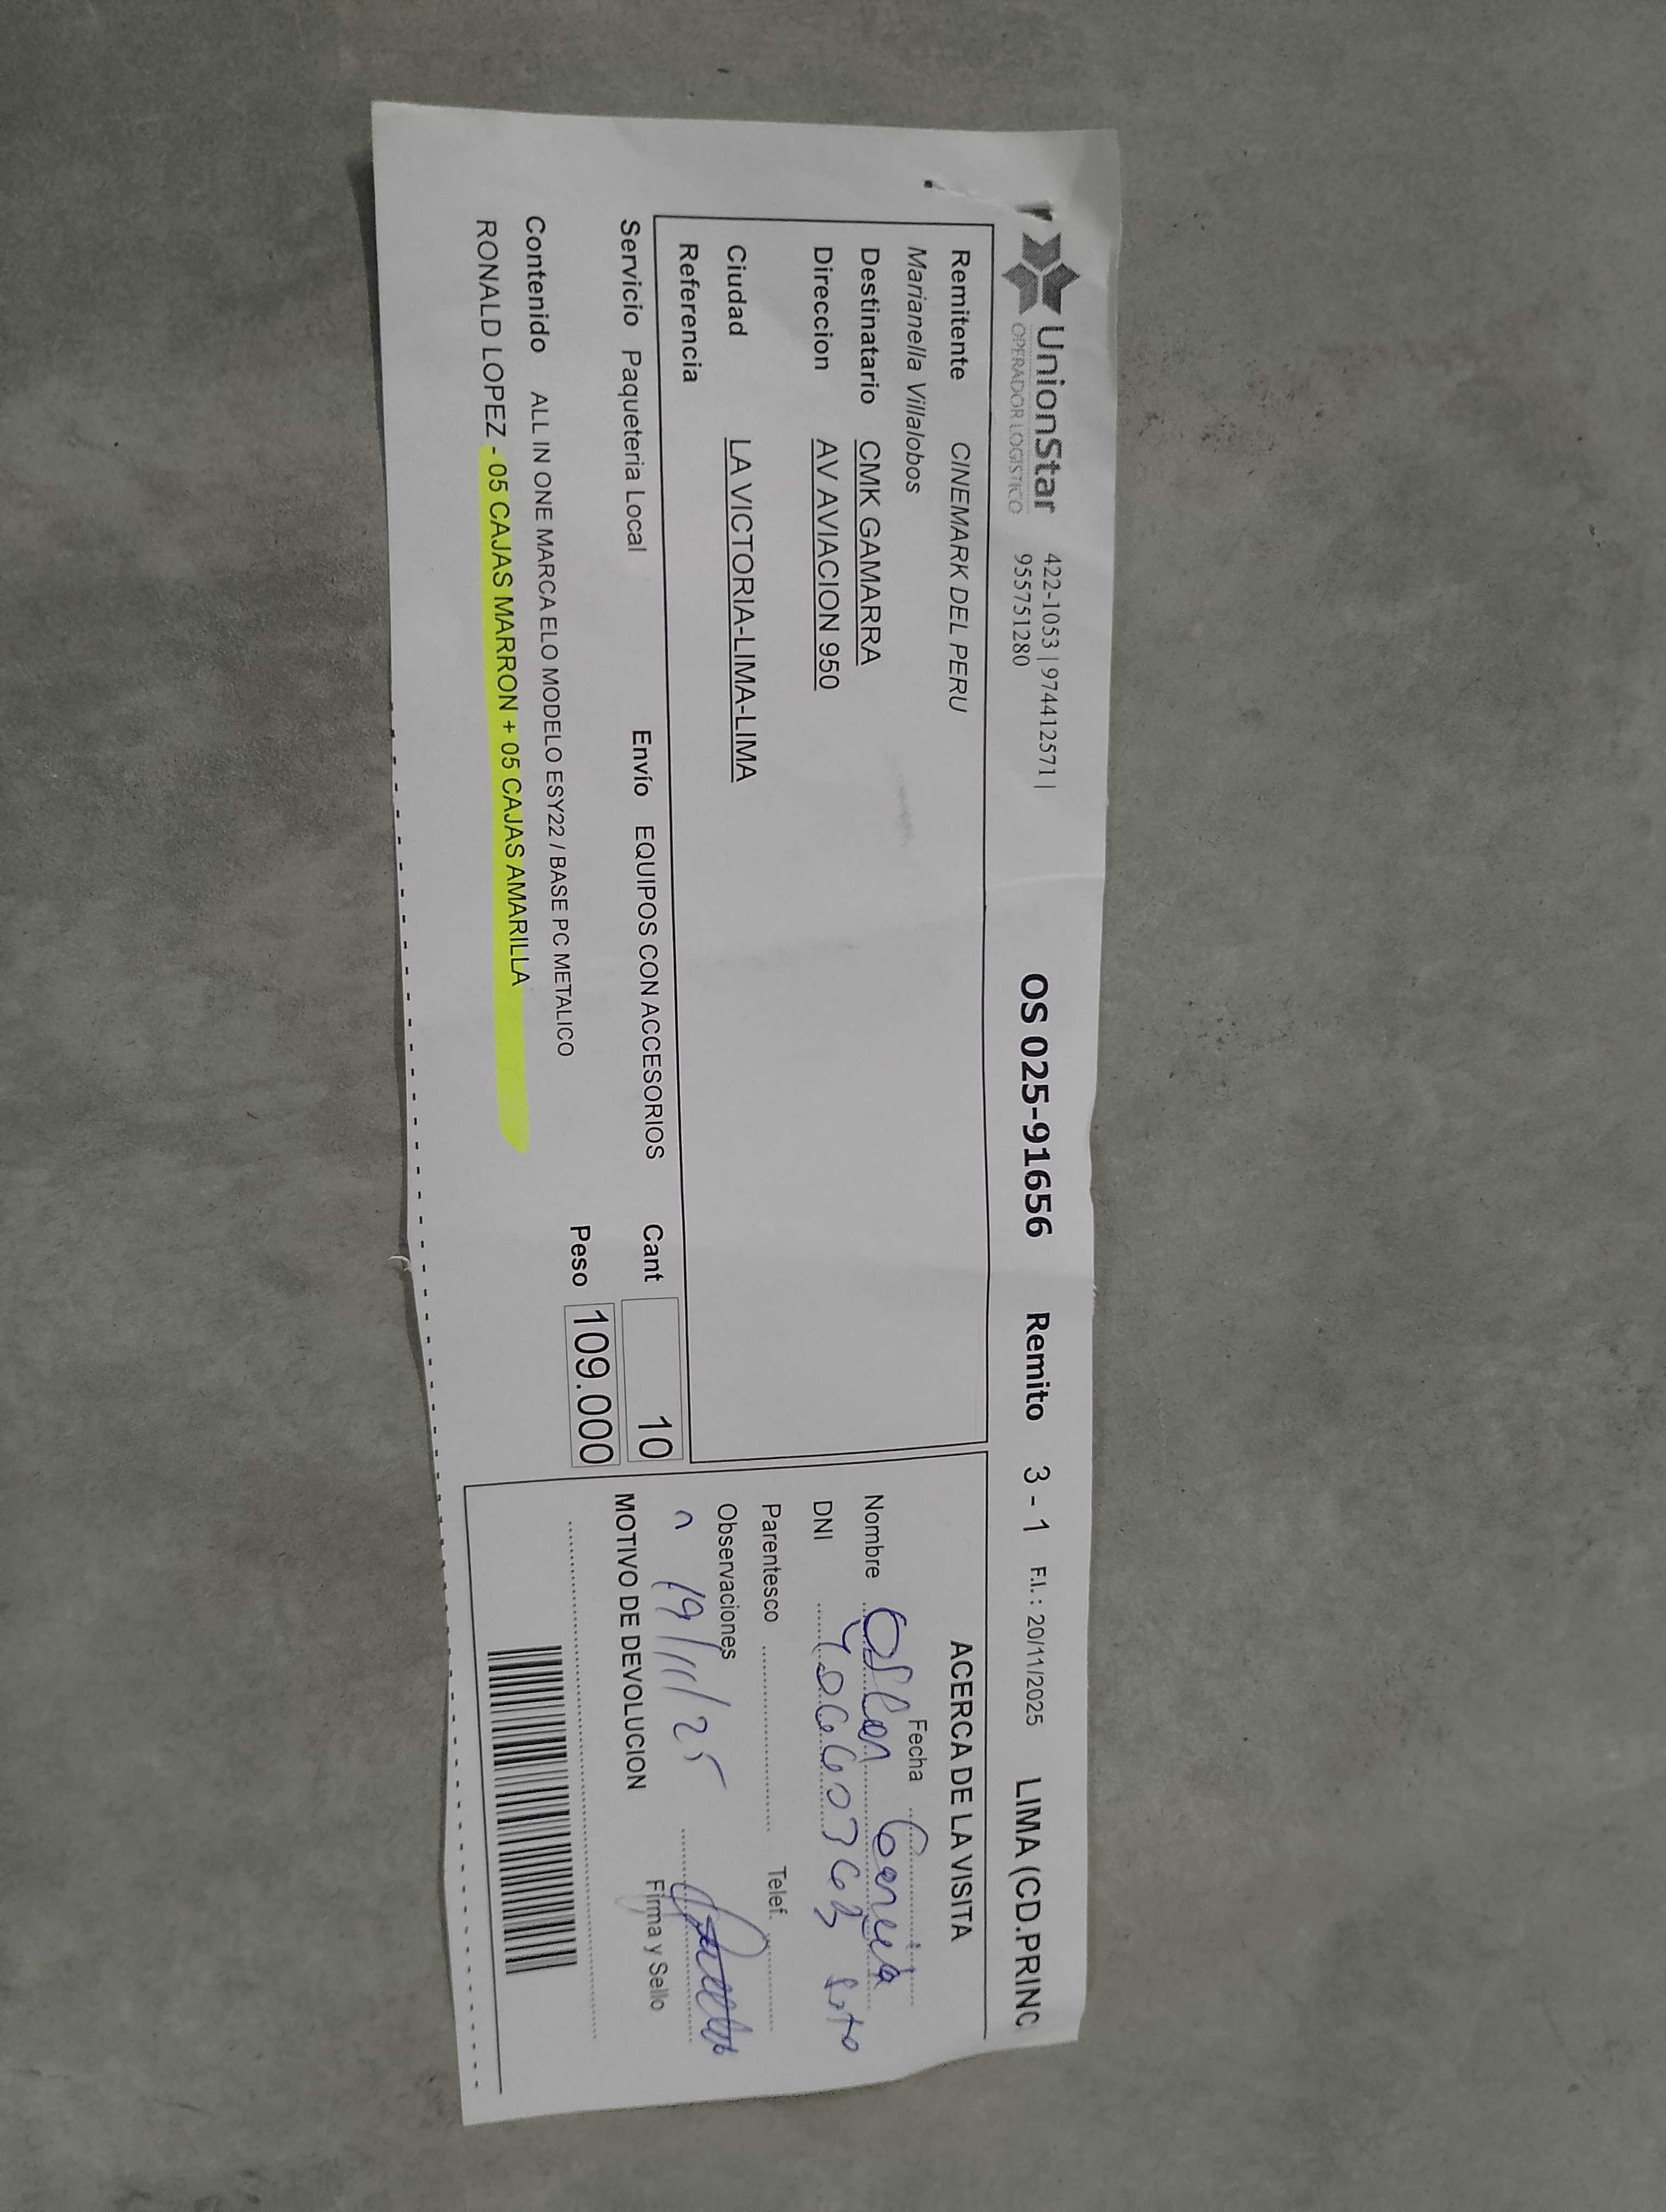 UnionStar
OPERADOR LOGISTICO
422-1053 | 974412571 |
955751280
OS 025-91656 Remito 3 - 1 F.I. : 20/11/2025 LIMA (CD.PRINC
Remitente CINEMARK DEL PERU
Marianella Villalobos
Destinatario CMK GAMARRA
Direccion AV AVIACION 950
Ciudad LA VICTORIA-LIMA-LIMA
Referencia
Servicio Paqueteria Local Envío EQUIPOS CON ACCESORIOS Cant 10
Peso 109.000
Contenido ALL IN ONE MARCA ELO MODELO ESY22 / BASE PC METALICO
RONALD LOPEZ - 05 CAJAS MARRON + 05 CAJAS AMARILLA
ACERCA DE LA VISITA
Fecha
Nombre Oscar
DNI
Parentesco Telef.
Observaciones
19/11/25
Firma y Sello
MOTIVO DE DEVOLUCION